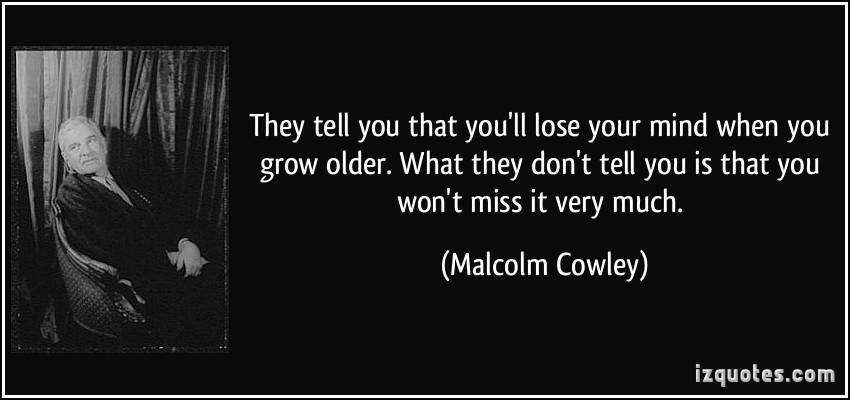 They tell you that you'll lose your mind when you
grow older. What they don't tell you is that you
won't miss it very much.
(Malcolm Cowley)
izquotes.com